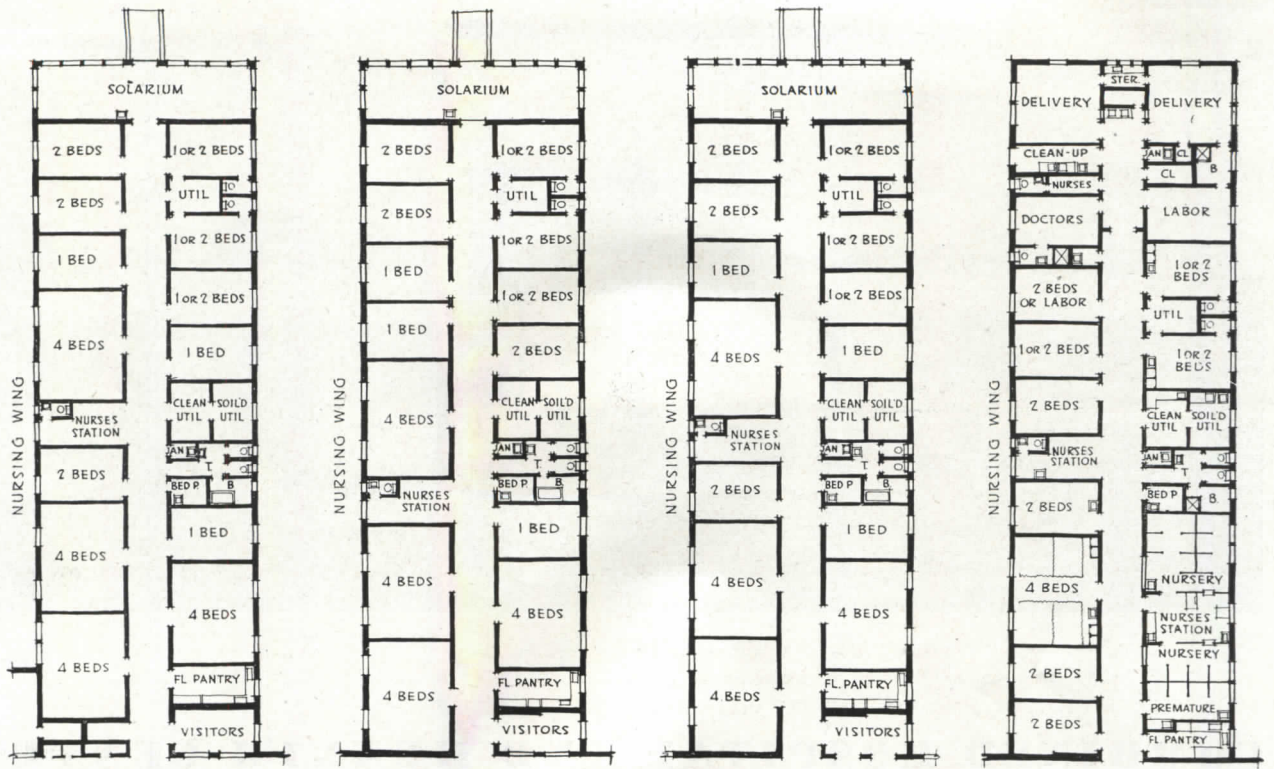 NURSING WING
SOLARIUM
2 BEDS
2 BEDS
1 BED
4 BEDS
NURSES
STATION
2 BEDS
4 BEDS
4 BEDS
1 OR 2 BEDS
UTIL
1 OR 2 BEDS
1 OR 2 BEDS
1 BED
CLEAN
UTIL
SOIL'D
UTIL
JAN
T.
BED P.
B.
1 BED
4 BEDS
FL. PANTRY
VISITORS
NURSING WING
SOLARIUM
2 BEDS
2 BEDS
1 BED
1 BED
4 BEDS
NURSES
STATION
4 BEDS
4 BEDS
1 OR 2 BEDS
UTIL
1 OR 2 BEDS
1 OR 2 BEDS
2 BEDS
CLEAN
UTIL
SOIL'D
UTIL
JAN
T.
BED P.
B.
1 BED
4 BEDS
FL. PANTRY
VISITORS
NURSING WING
SOLARIUM
2 BEDS
2 BEDS
1 BED
4 BEDS
NURSES
STATION
2 BEDS
4 BEDS
4 BEDS
1 OR 2 BEDS
UTIL
1 OR 2 BEDS
1 OR 2 BEDS
1 BED
CLEAN
UTIL
SOIL'D
UTIL
JAN
T.
BED P.
B.
1 BED
4 BEDS
FL. PANTRY
VISITORS
NURSING WING
DELIVERY
STER.
DELIVERY
CLEAN-UP
NURSES
DOCTORS
2 BEDS
OR LABOR
1 OR 2 BEDS
2 BEDS
NURSES
STATION
2 BEDS
4 BEDS
2 BEDS
2 BEDS
JAN
CL
CL
B.
LABOR
1 OR 2
BEDS
UTIL
1 OR 2
BEDS
CLEAN
UTIL
SOIL'D
UTIL
JAN
T.
BED P.
B.
NURSERY
NURSES
STATION
NURSERY
PREMATURE
FL. PANTRY